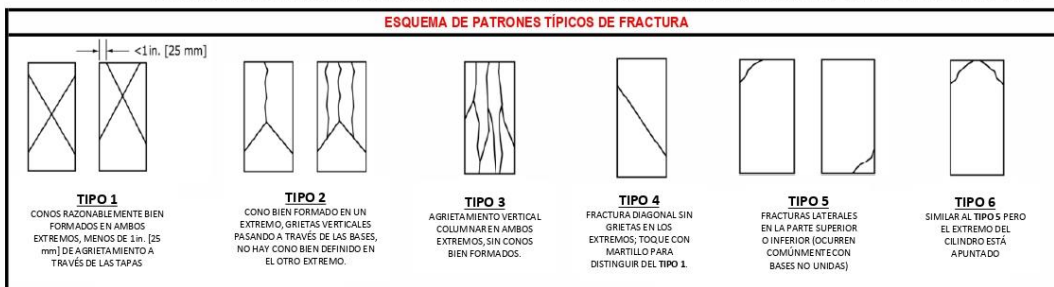 ESQUEMA DE PATRONES TÍPICOS DE FRACTURA
<1in. [25 mm]
TIPO 1
CONOS RAZONABLEMENTE BIEN
FORMADOS EN AMBOS
EXTREMOS, MENOS DE 1in. [25
mm] DE AGRIETAMIENTO A
TRAVÉS DE LAS TAPAS
TIPO 2
CONO BIEN FORMADO EN UN
EXTREMO, GRIETAS VERTICALES
PASANDO A TRAVÉS DE LAS BASES,
NO HAY CONO BIEN DEFINIDO EN
EL OTRO EXTREMO.
TIPO 3
AGRIETAMIENTO VERTICAL
COLUMNAR EN AMBOS
EXTREMOS, SIN CONOS
BIEN FORMADOS.
TIPO 4
FRACTURA DIAGONAL SIN
GRIETAS EN LOS
EXTREMOS; TOQUE CON
MARTILLO PARA
DISTINGUIR DEL TIPO 1.
TIPO 5
FRACTURAS LATERALES
EN LA PARTE SUPERIOR
O INFERIOR (OCURREN
COMÚNMENTE CON
BASES NO UNIDAS)
TIPO 6
SIMILAR AL TIPO 5 PERO
EL EXTREMO DEL
CILINDRO ESTÁ
APUNTADO